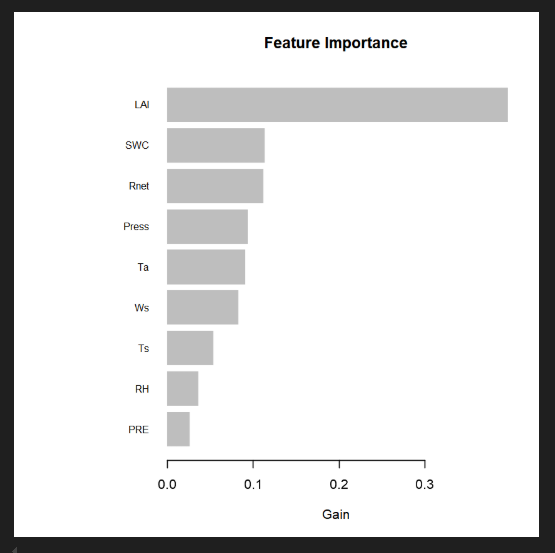 Feature Importance
LAI
SWC
Rnet
Press
Ta
Ws
Ts
RH
PRE
0.0 0.1 0.2 0.3
Gain